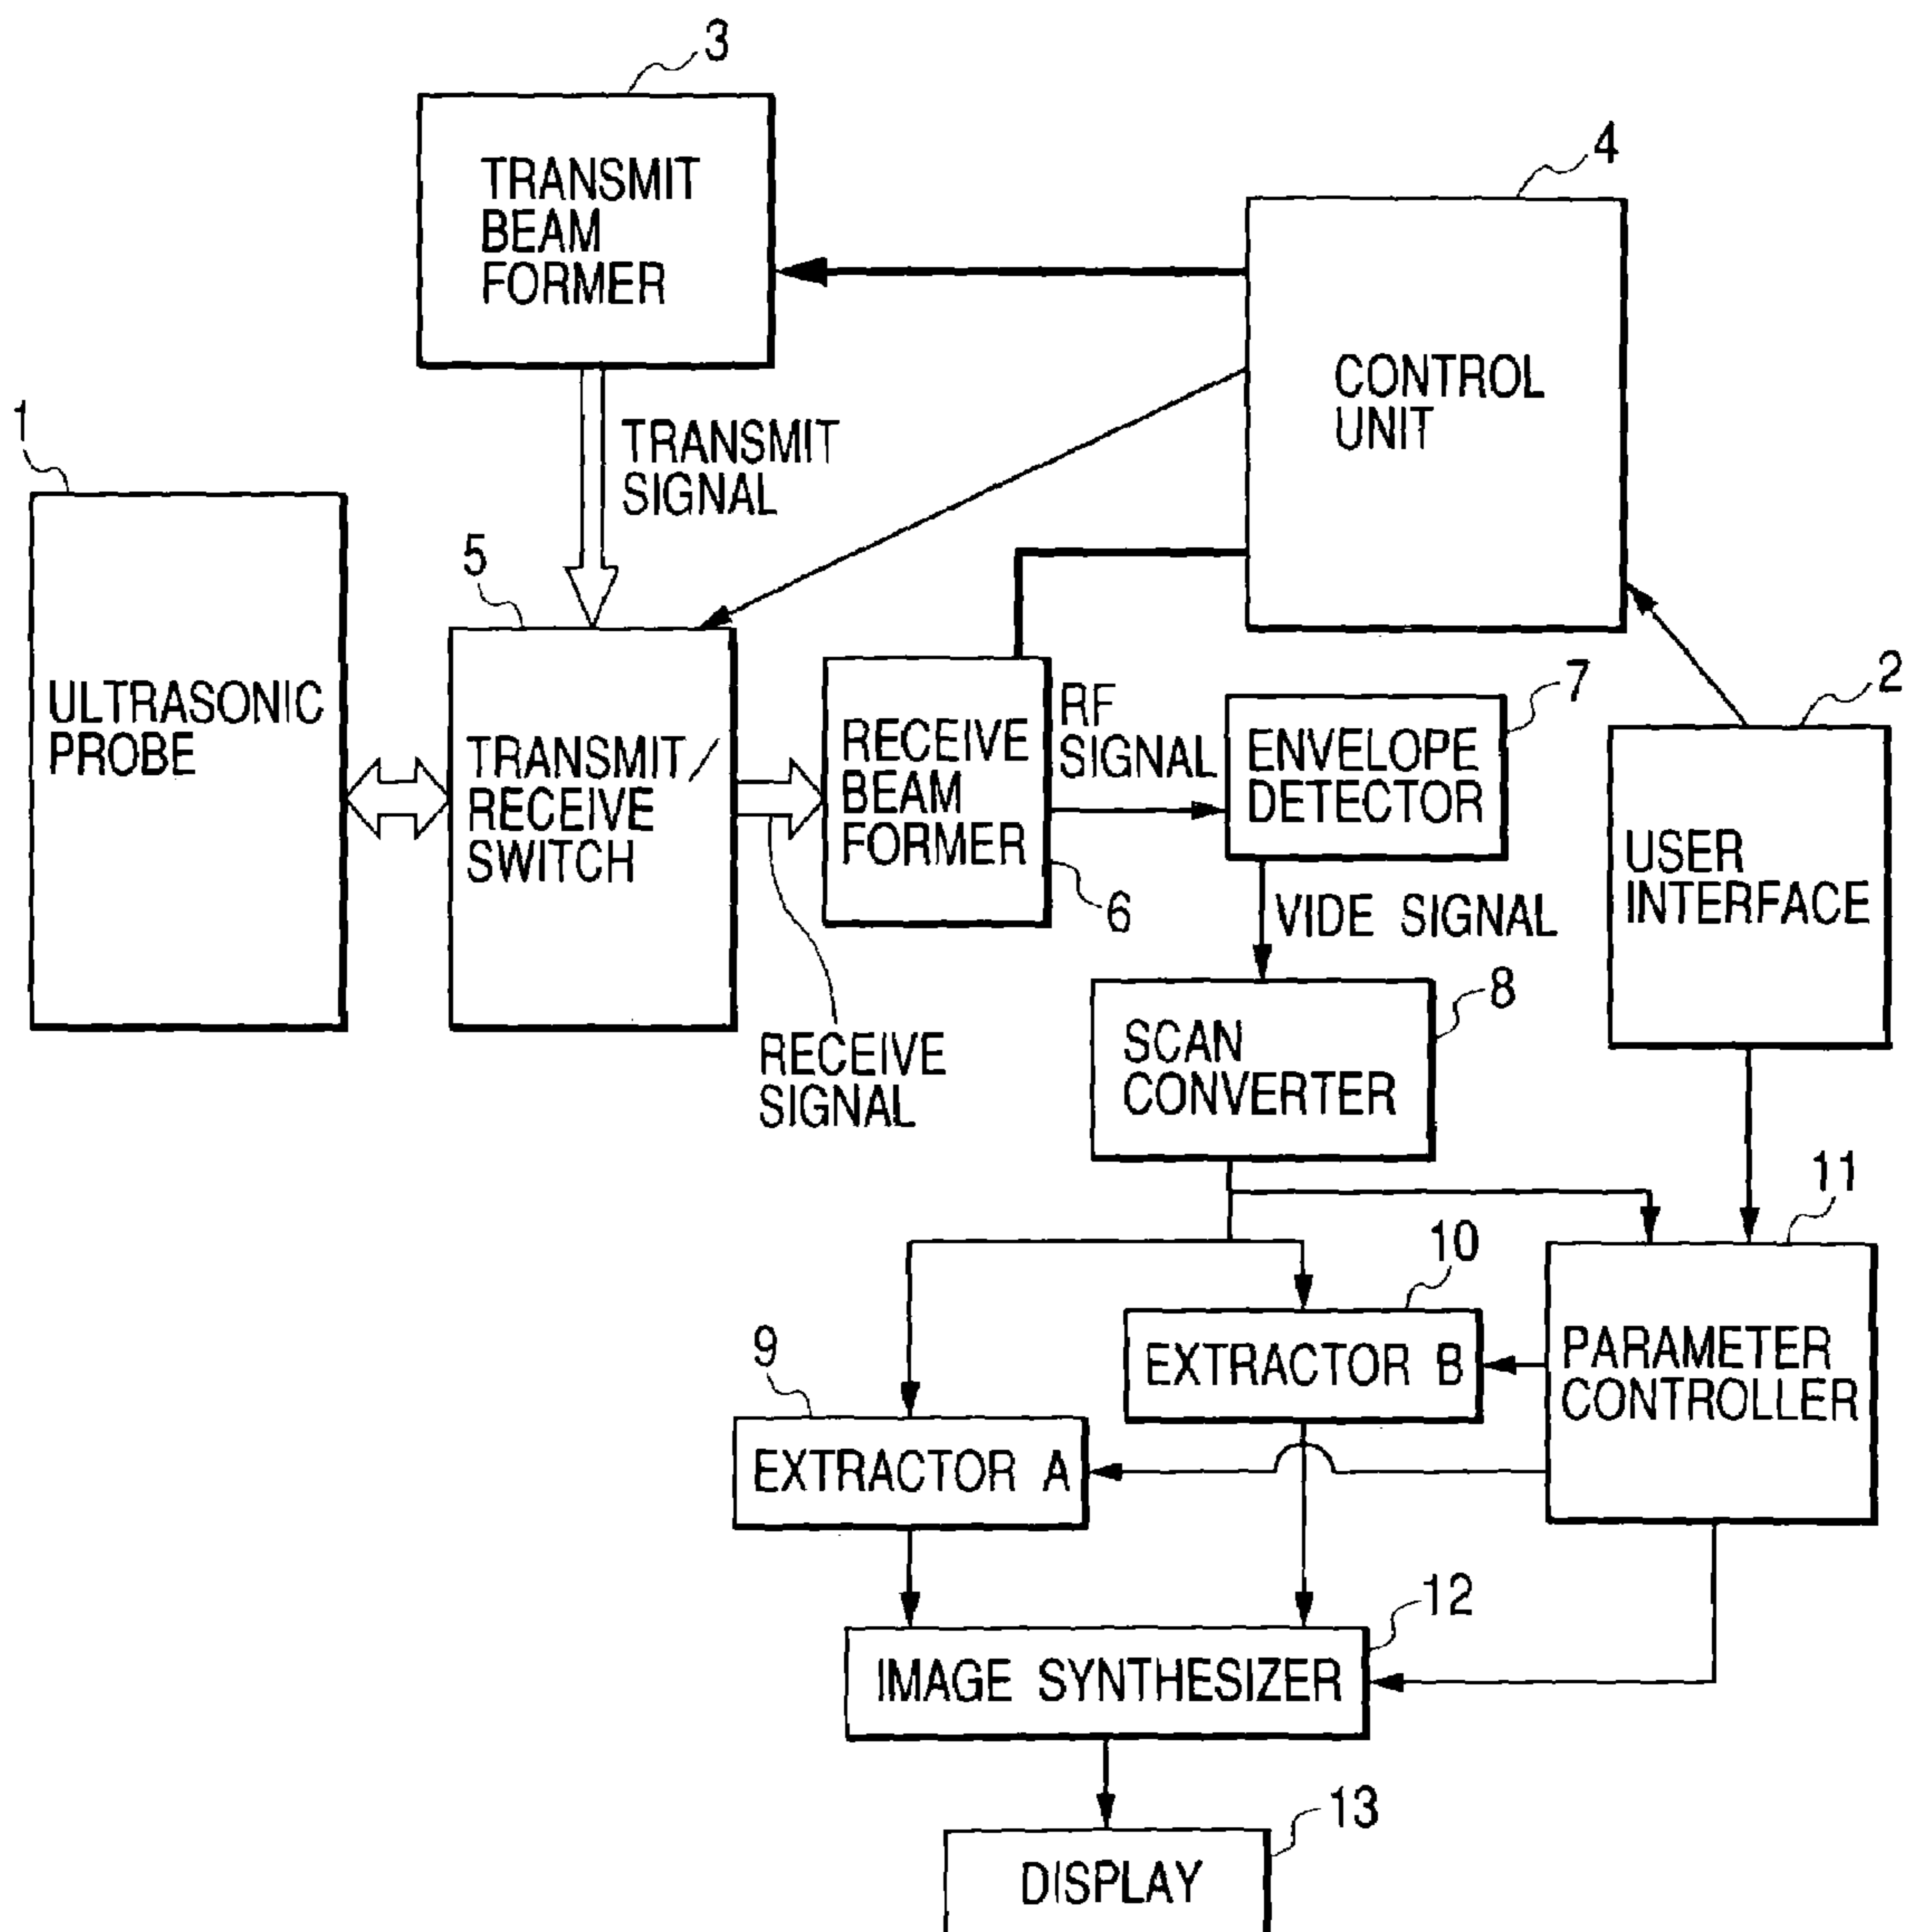 3
TRANSMIT
BEAM
FORMER
4
CONTROL
UNIT
1
ULTRASONIC
PROBE
TRANSMIT
SIGNAL
5
TRANSMIT /
RECEIVE
SWITCH
RECEIVE
BEAM
FORMER
6
RF
SIGNAL
7
ENVELOPE
DETECTOR
2
USER
INTERFACE
VIDE SIGNAL
RECEIVE
SIGNAL
8
SCAN
CONVERTER
11
PARAMETER
CONTROLLER
10
EXTRACTOR B
9
EXTRACTOR A
12
IMAGE SYNTHESIZER
13
DISPLAY